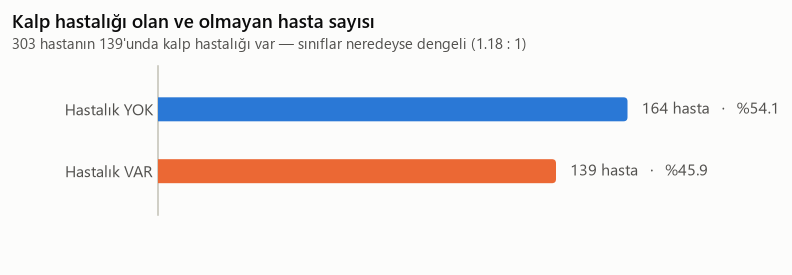 Kalp hastalığı olan ve olmayan hasta sayısı
303 hastanın 139'unda kalp hastalığı var — sınıflar neredeyse dengeli (1.18 : 1)
Hastalık YOK 164 hasta · %54.1
Hastalık VAR 139 hasta · %45.9